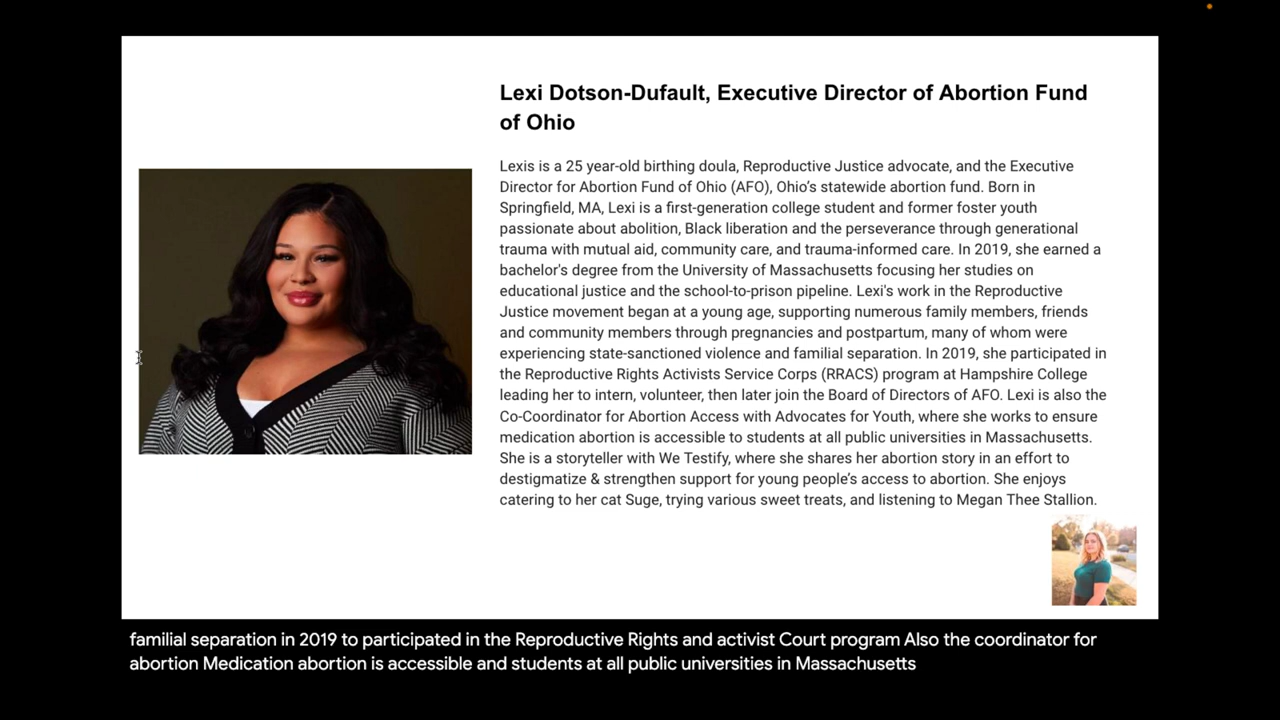 Lexi Dotson-Dufault, Executive Director of Abortion Fund
of Ohio
Lexis is a 25 year-old birthing doula, Reproductive Justice advocate, and the Executive
Director for Abortion Fund of Ohio (AFO), Ohio’s statewide abortion fund. Born in
Springfield, MA, Lexi is a first-generation college student and former foster youth
passionate about abolition, Black liberation and the perseverance through generational
trauma with mutual aid, community care, and trauma-informed care. In 2019, she earned a
bachelor's degree from the University of Massachusetts focusing her studies on
educational justice and the school-to-prison pipeline. Lexi's work in the Reproductive
Justice movement began at a young age, supporting numerous family members, friends
and community members through pregnancies and postpartum, many of whom were
experiencing state-sanctioned violence and familial separation. In 2019, she participated in
the Reproductive Rights Activists Service Corps (RRACS) program at Hampshire College
leading her to intern, volunteer, then later join the Board of Directors of AFO. Lexi is also the
Co-Coordinator for Abortion Access with Advocates for Youth, where she works to ensure
medication abortion is accessible to students at all public universities in Massachusetts.
She is a storyteller with We Testify, where she shares her abortion story in an effort to
destigmatize & strengthen support for young people’s access to abortion. She enjoys
catering to her cat Suge, trying various sweet treats, and listening to Megan Thee Stallion.
familial separation in 2019 to participated in the Reproductive Rights and activist Court program Also the coordinator for
abortion Medication abortion is accessible and students at all public universities in Massachusetts